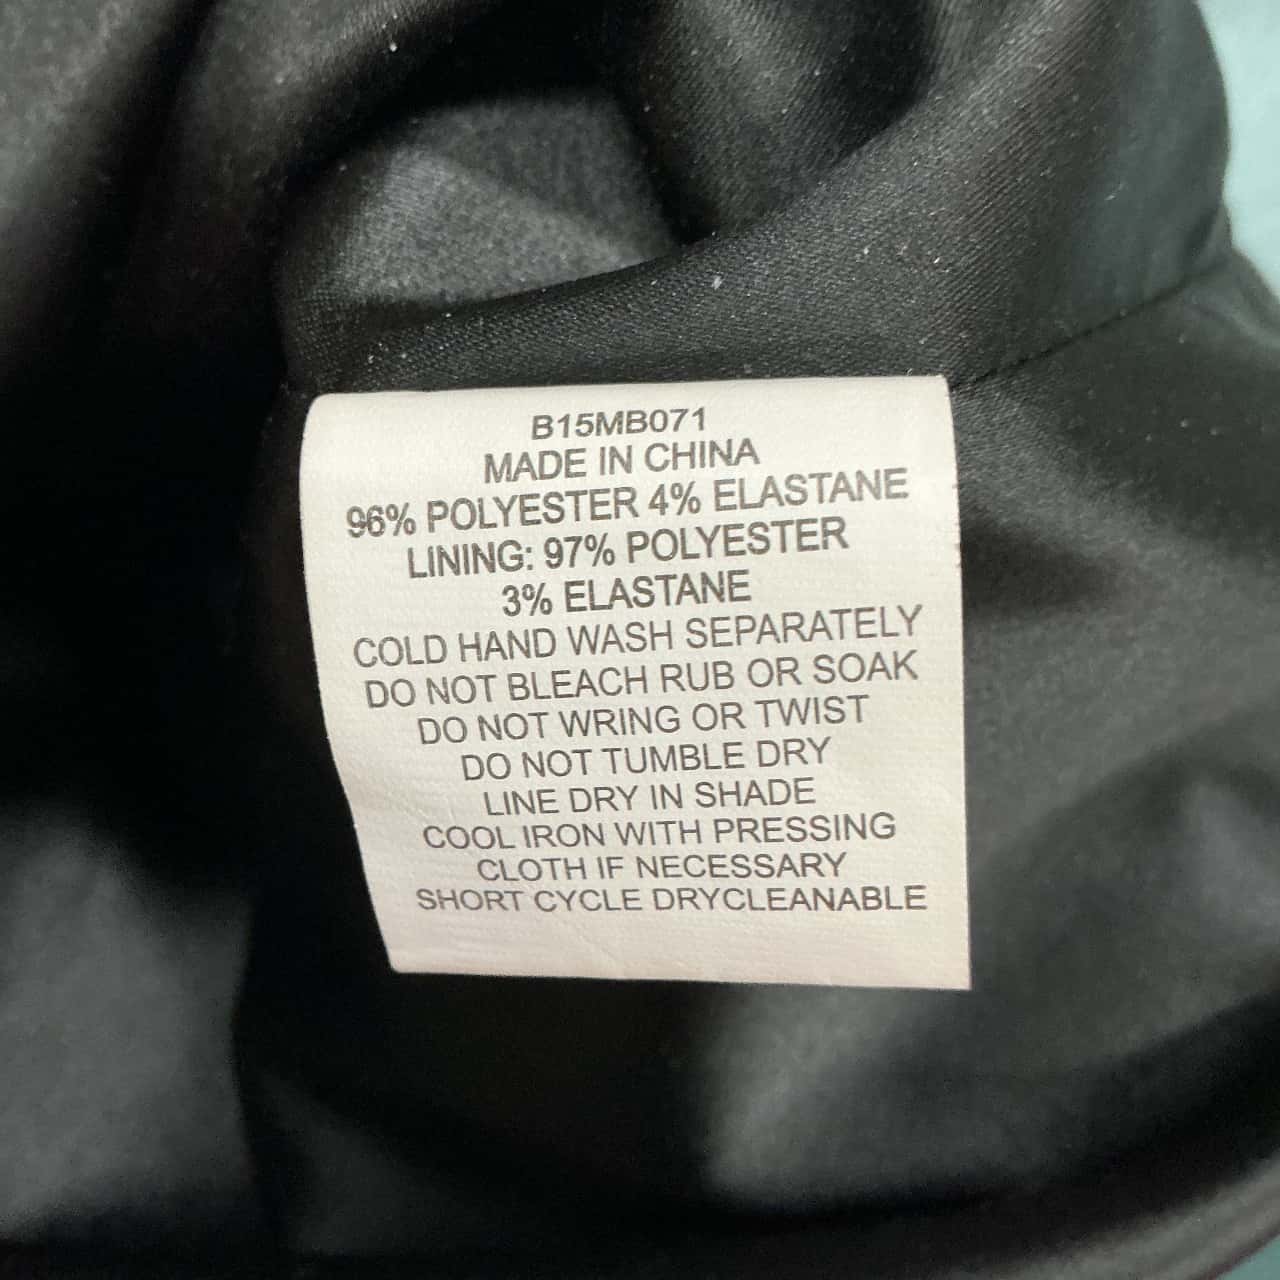 B15MB071
MADE IN CHINA
96% POLYESTER 4% ELASTANE
LINING: 97% POLYESTER
3% ELASTANE
COLD HAND WASH SEPARATELY
DO NOT BLEACH RUB OR SOAK
DO NOT WRING OR TWIST
DO NOT TUMBLE DRY
LINE DRY IN SHADE
COOL IRON WITH PRESSING
CLOTH IF NECESSARY
SHORT CYCLE DRYCLEANABLE